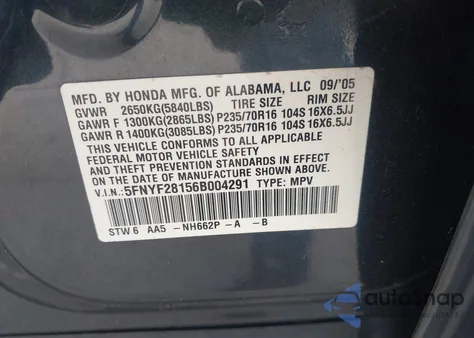 MFD. BY HONDA MFG. OF ALABAMA, LLC 09/'05
GVWR 2650KG(5840LBS) TIRE SIZE RIM SIZE
GAWR F 1300KG(2865LBS) P235/70R16 104S 16X6.5JJ
GAWR R 1400KG(3085LBS) P235/70R16 104S 16X6.5JJ
THIS VEHICLE CONFORMS TO ALL APPLICABLE
FEDERAL MOTOR VEHICLE SAFETY AND
THEFT PREVENTION STANDARDS IN EFFECT ON
THE DATE OF MANUFACTURE SHOWN ABOVE.
V.I.N.: 5FNYF28156B004291 TYPE: MPV
STW6 AA5 -NH662P -A -B
autosnap